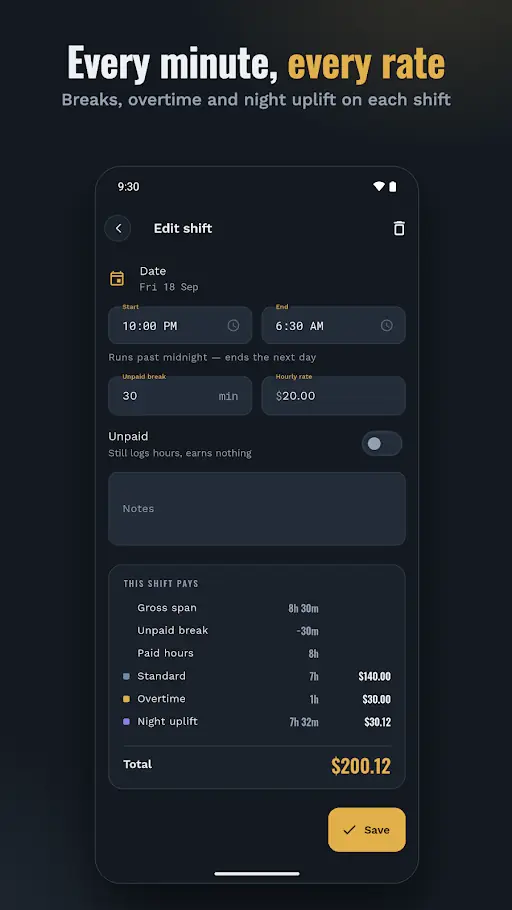 Every minute, every rate
Breaks, overtime and night uplift on each shift
9:30
Edit shift
Date
Fri 18 Sep
Start
10:00 PM
End
6:30 AM
Runs past midnight — ends the next day
Unpaid break
30 min
Hourly rate
$20.00
Unpaid
Still logs hours, earns nothing
Notes
THIS SHIFT PAYS
Gross span 8h 30m
Unpaid break -30m
Paid hours 8h
Standard 7h $140.00
Overtime 1h $30.00
Night uplift 7h 32m $30.12
Total $200.12
Save